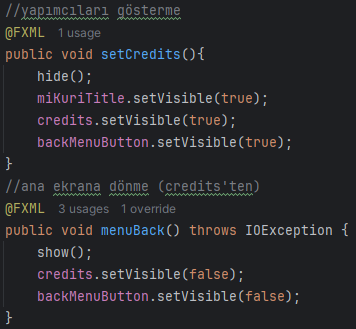 //yapımcıları gösterme
@FXML 1 usage
public void setCredits(){
hide();
miKuriTitle.setVisible(true);
credits.setVisible(true);
backMenuButton.setVisible(true);
}
//ana ekrana dönme (credits'ten)
@FXML 3 usages 1 override
public void menuBack() throws IOException {
show();
credits.setVisible(false);
backMenuButton.setVisible(false);
}